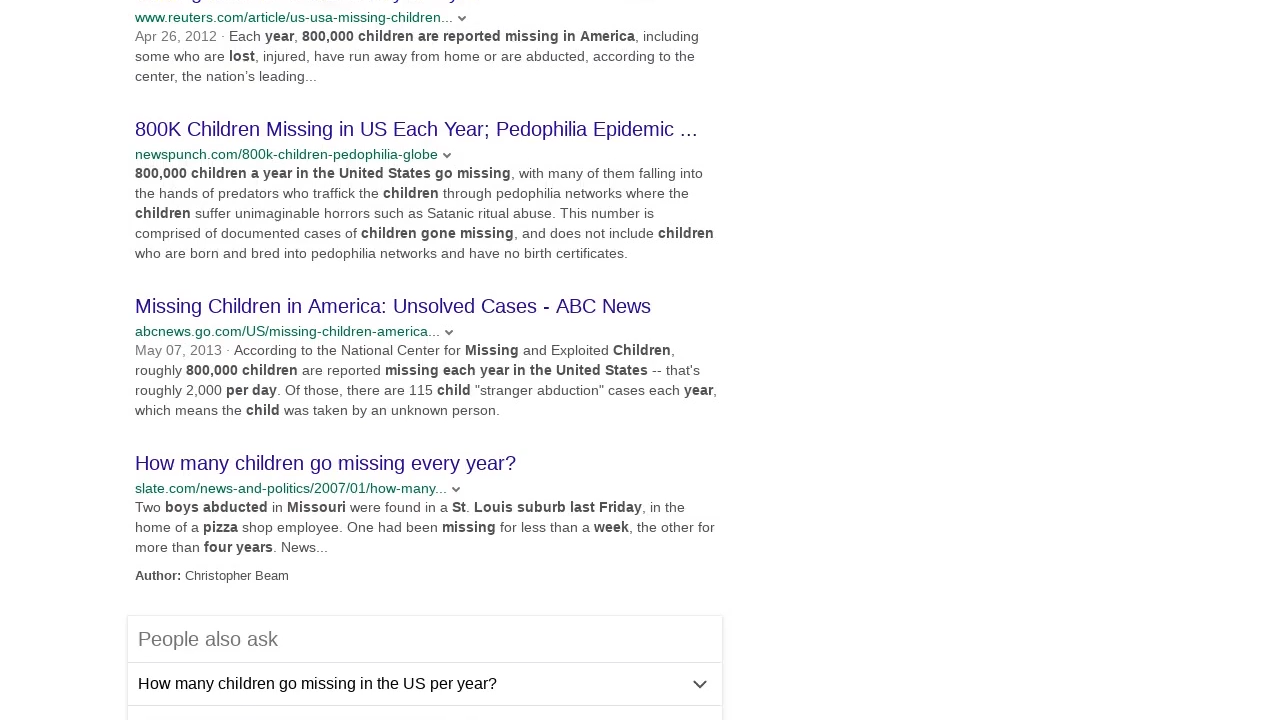 www.reuters.com/article/us-usa-missing-children...
Apr 26, 2012 · Each year, 800,000 children are reported missing in America, including
some who are lost, injured, have run away from home or are abducted, according to the
center, the nation's leading...
800K Children Missing in US Each Year; Pedophilia Epidemic ...
newspunch.com/800k-children-pedophilia-globe
800,000 children a year in the United States go missing, with many of them falling into
the hands of predators who traffick the children through pedophilia networks where the
children suffer unimaginable horrors such as Satanic ritual abuse. This number is
comprised of documented cases of children gone missing, and does not include children
who are born and bred into pedophilia networks and have no birth certificates.
Missing Children in America: Unsolved Cases - ABC News
abcnews.go.com/US/missing-children-america...
May 07, 2013 · According to the National Center for Missing and Exploited Children,
roughly 800,000 children are reported missing each year in the United States -- that's
roughly 2,000 per day. Of those, there are 115 child "stranger abduction" cases each year,
which means the child was taken by an unknown person.
How many children go missing every year?
slate.com/news-and-politics/2007/01/how-many...
Two boys abducted in Missouri were found in a St. Louis suburb last Friday, in the
home of a pizza shop employee. One had been missing for less than a week, the other for
more than four years. News...
Author: Christopher Beam
People also ask
How many children go missing in the US per year?